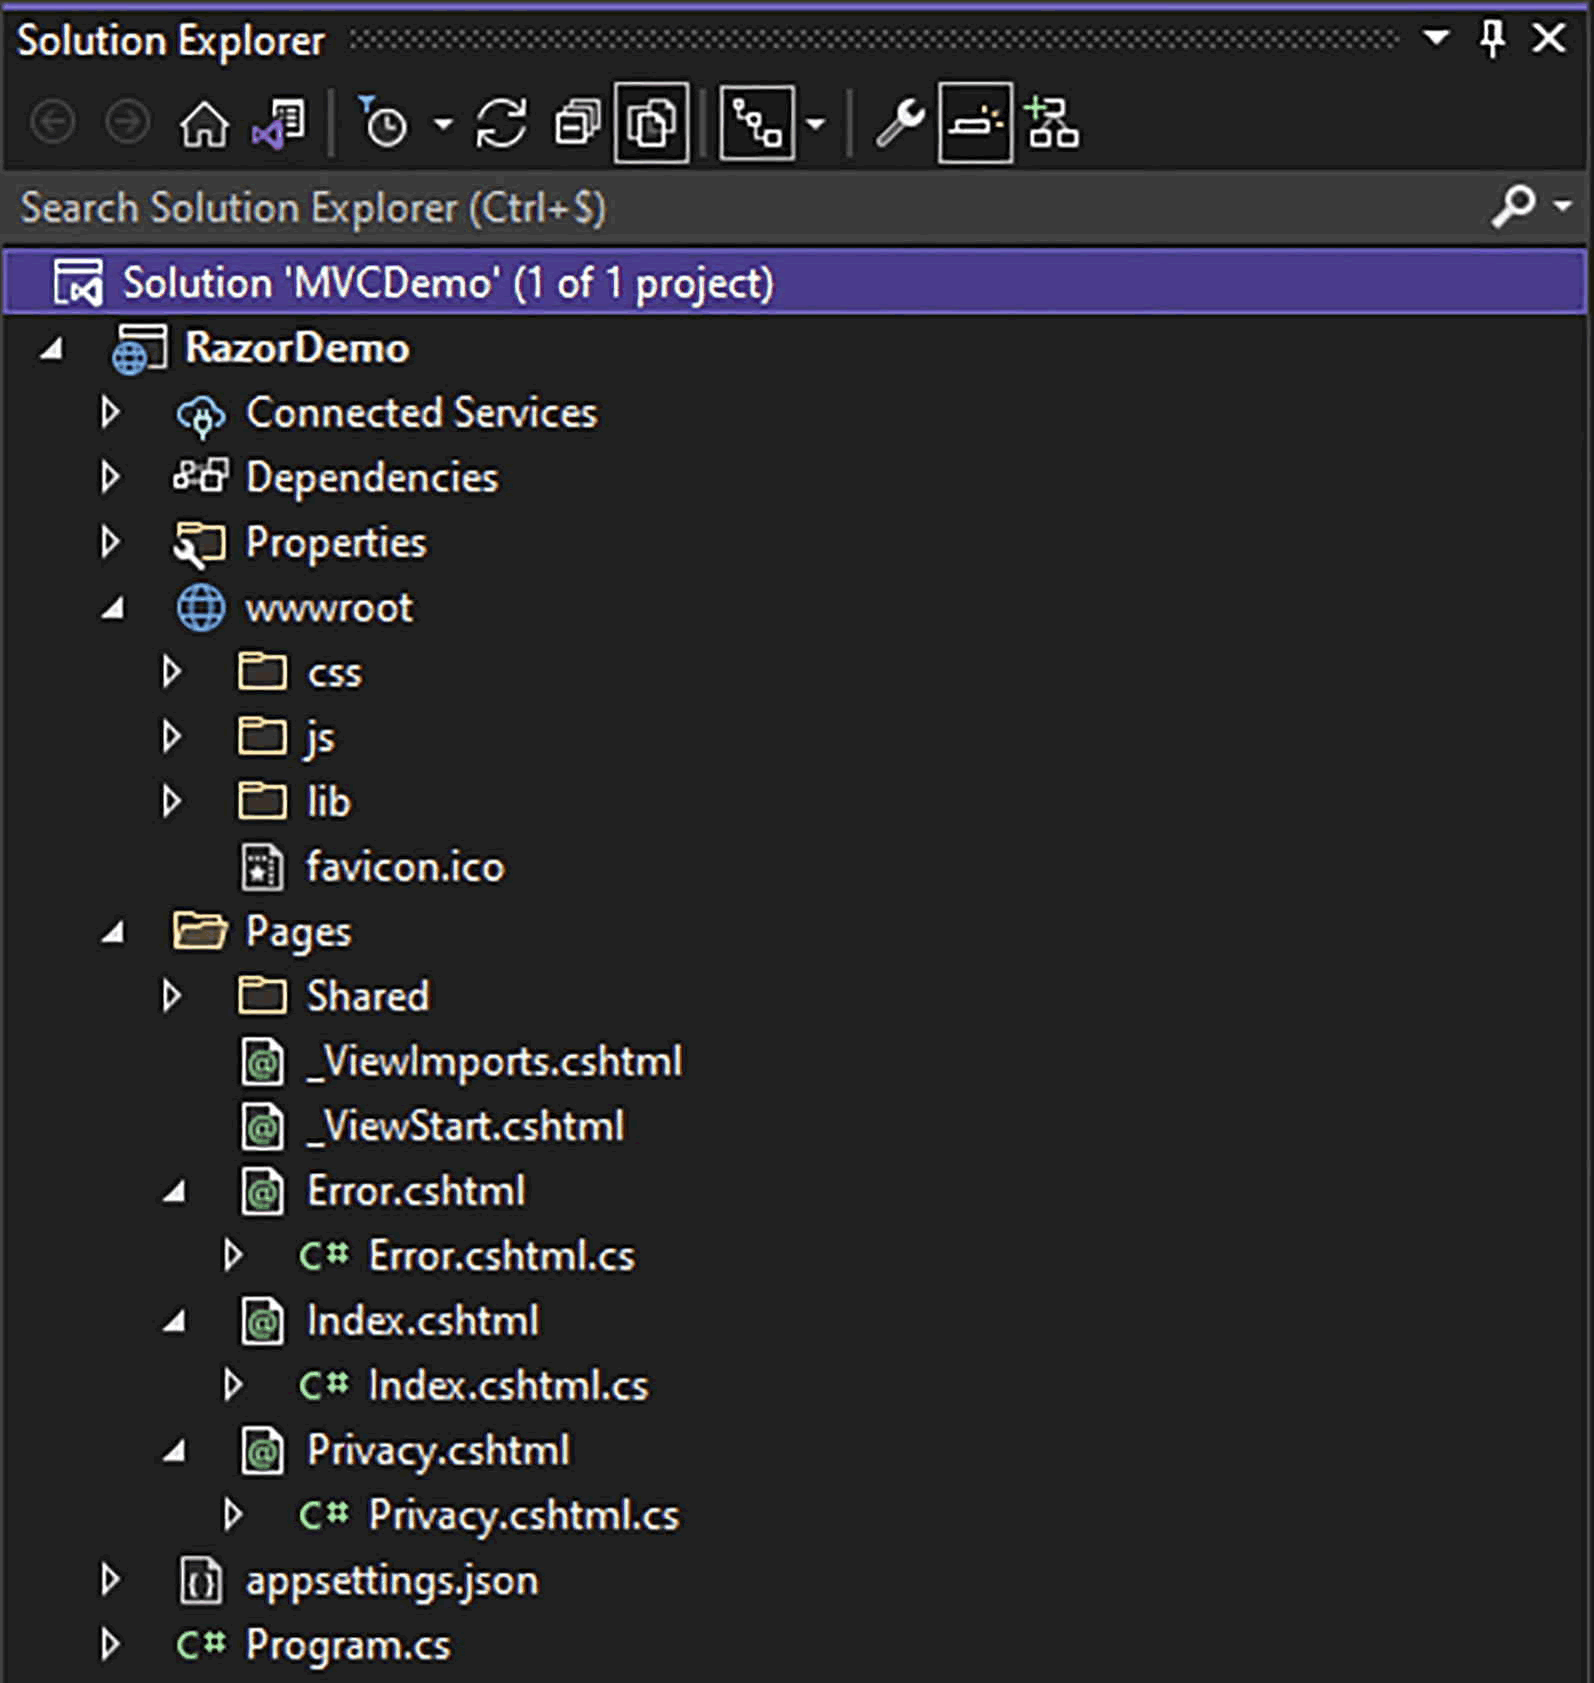 Solution Explorer
Search Solution Explorer (Ctrl+$)
Solution 'MVCDemo' (1 of 1 project)
RazorDemo
Connected Services
Dependencies
Properties
wwwroot
css
js
lib
favicon.ico
Pages
Shared
_ViewImports.cshtml
_ViewStart.cshtml
Error.cshtml
C# Error.cshtml.cs
Index.cshtml
C# Index.cshtml.cs
Privacy.cshtml
C# Privacy.cshtml.cs
appsettings.json
C# Program.cs